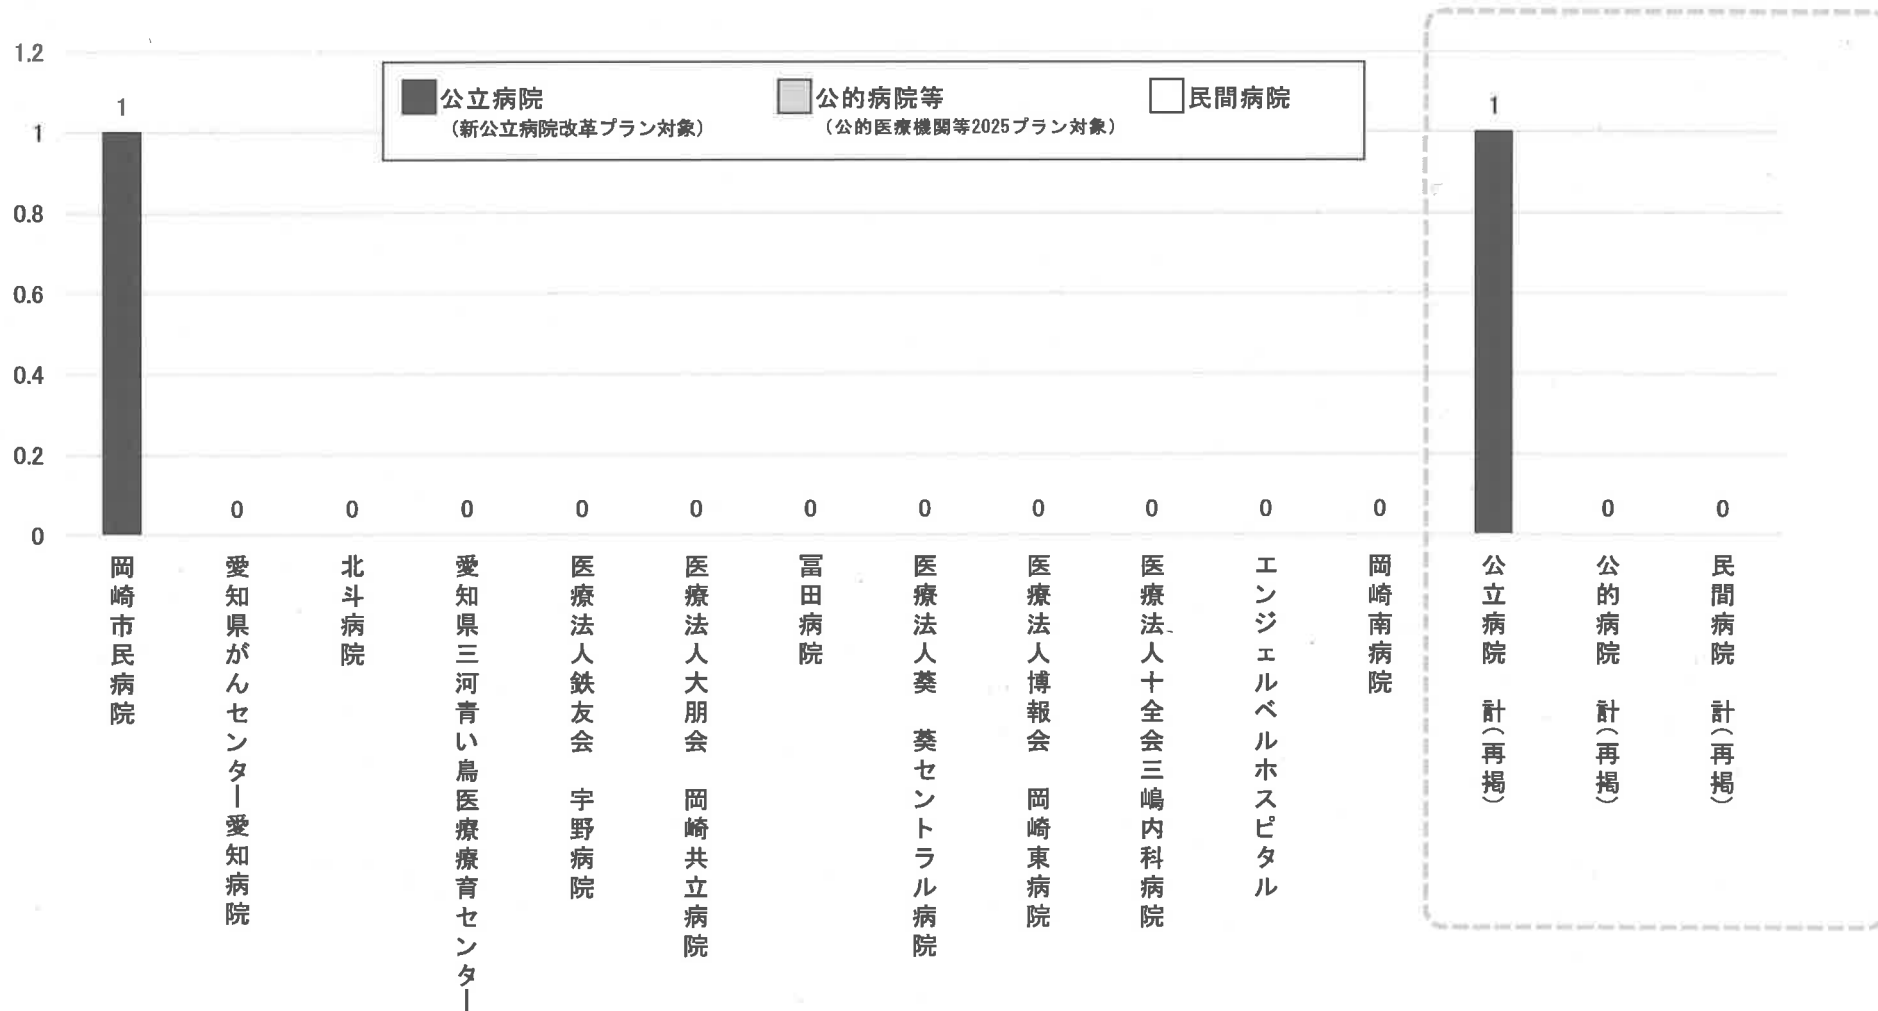 1.2
1
0.8
0.6
0.4
0.2
0
公立病院
(新公立病院改革プラン対象)
公的病院等
(公的医療機関等2025プラン対象)
民間病院
1
0
0
0
0
0
0
0
0
0
0
0
1
0
0
岡崎市民病院
愛知県がんセンター愛知病院
北斗病院
愛知県三河青い鳥医療療育センター
医療法人鉄友会　宇野病院
医療法人大朋会　岡崎共立病院
冨田病院
医療法人葵　葵セントラル病院
医療法人博報会　岡崎東病院
医療法人十全会三嶋内科病院
エンジェルベルホスピタル
岡崎南病院
公立病院　計(再掲)
公的病院　計(再掲)
民間病院　計(再掲)